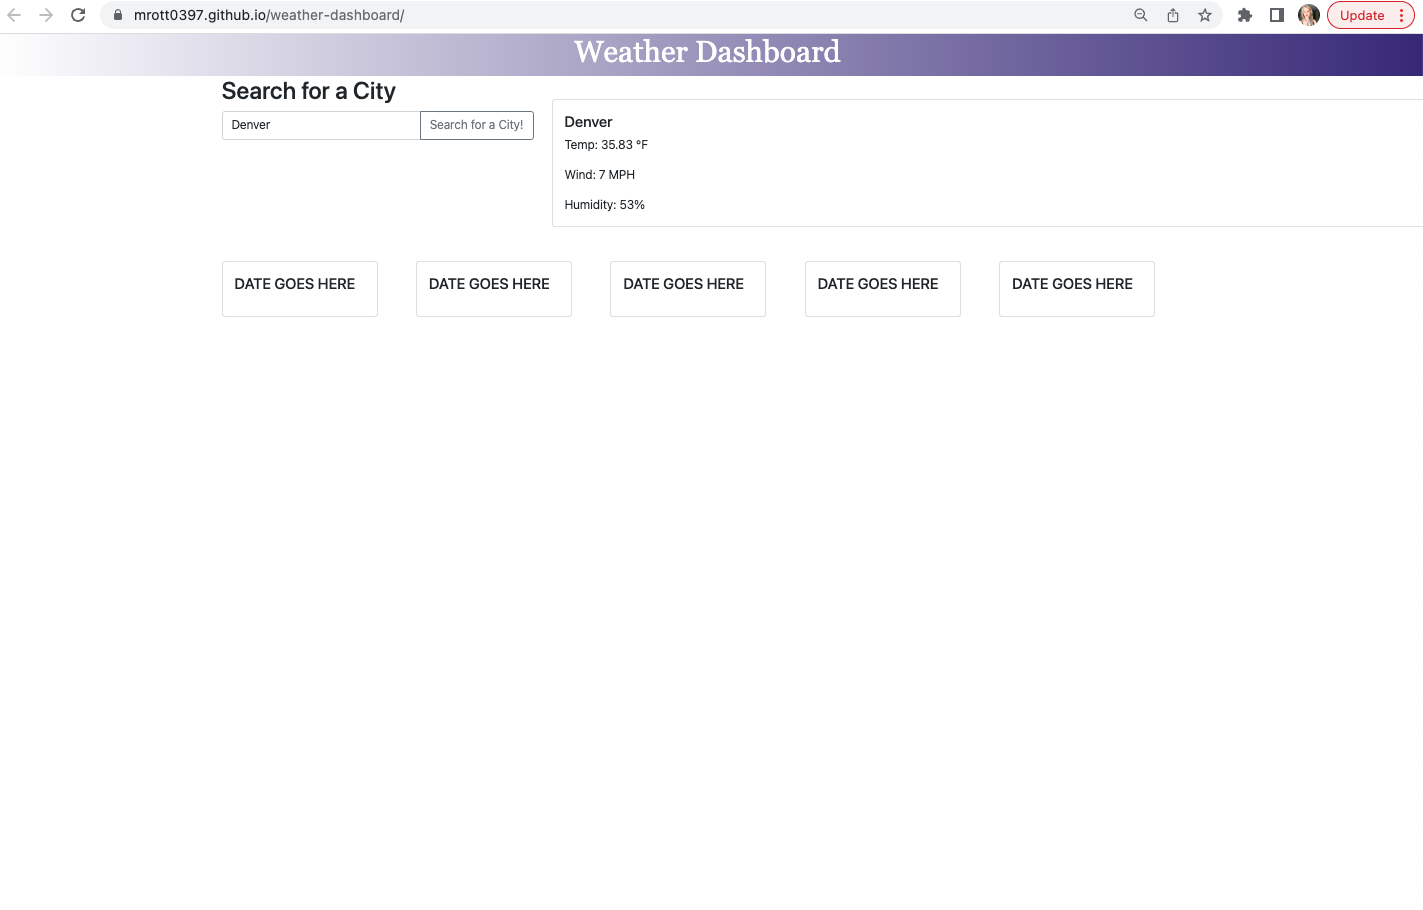 mrott0397.github.io/weather-dashboard/
Update
Weather Dashboard
Search for a City
Denver
Search for a City!
Denver
Temp: 35.83 °F
Wind: 7 MPH
Humidity: 53%
DATE GOES HERE
DATE GOES HERE
DATE GOES HERE
DATE GOES HERE
DATE GOES HERE